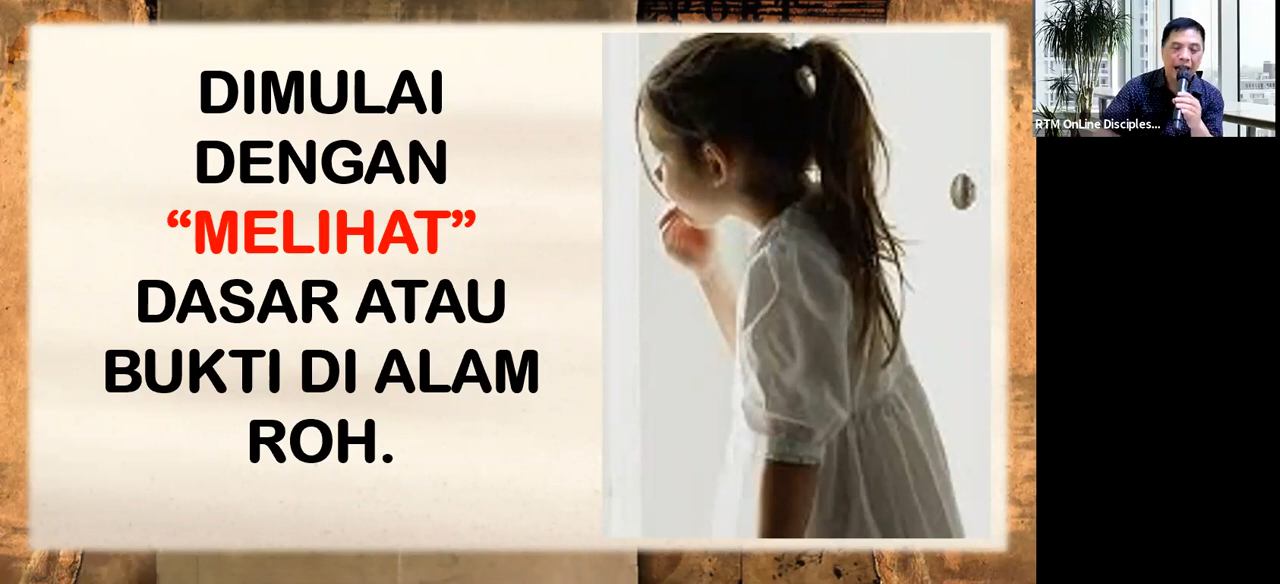 DIMULAI
DENGAN
“MELIHAT”
DASAR ATAU
BUKTI DI ALAM
ROH.
RTM OnLine Disciples...